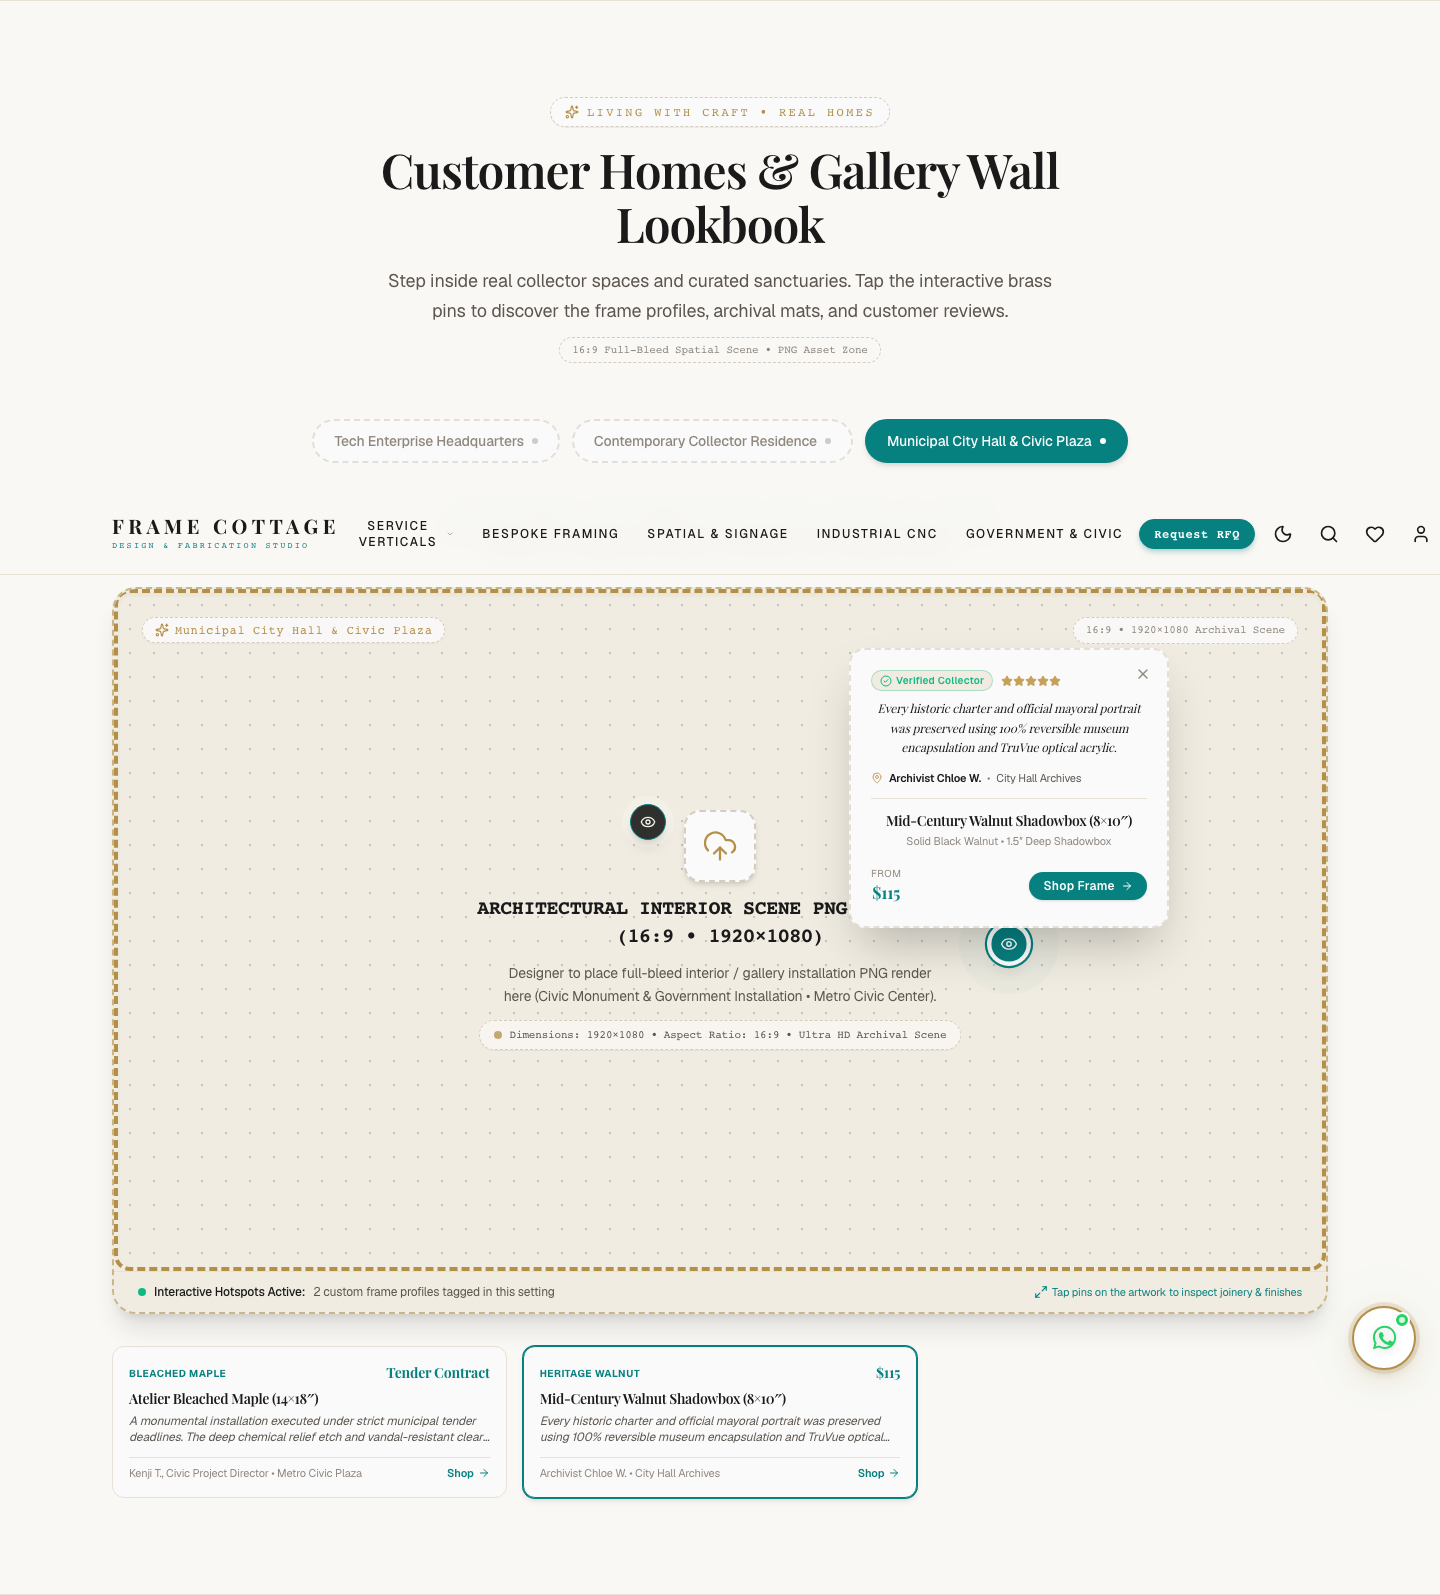 LIVING WITH CRAFT • REAL HOMES
Customer Homes & Gallery Wall
Lookbook
Step inside real collector spaces and curated sanctuaries. Tap the interactive brass
pins to discover the frame profiles, archival mats, and customer reviews.
16:9 Full-Bleed Spatial Scene • PNG Asset Zone
Tech Enterprise Headquarters
Contemporary Collector Residence
Municipal City Hall & Civic Plaza
FRAME COTTAGE
DESIGN & FABRICATION STUDIO
SERVICE
VERTICALS
BESPOKE FRAMING
SPATIAL & SIGNAGE
INDUSTRIAL CNC
GOVERNMENT & CIVIC
Request RFQ
Municipal City Hall & Civic Plaza
16:9 • 1920×1080 Archival Scene
Verified Collector
Every historic charter and official mayoral portrait
was preserved using 100% reversible museum
encapsulation and TruVue optical acrylic.
Archivist Chloe W. • City Hall Archives
Mid-Century Walnut Shadowbox (8×10″)
Solid Black Walnut • 1.5" Deep Shadowbox
FROM
$115
Shop Frame
ARCHITECTURAL INTERIOR SCENE PNG
(16:9 • 1920×1080)
Designer to place full-bleed interior / gallery installation PNG render
here (Civic Monument & Government Installation • Metro Civic Center).
Dimensions: 1920×1080 • Aspect Ratio: 16:9 • Ultra HD Archival Scene
Interactive Hotspots Active: 2 custom frame profiles tagged in this setting
Tap pins on the artwork to inspect joinery & finishes
BLEACHED MAPLE
Tender Contract
Atelier Bleached Maple (14×18″)
A monumental installation executed under strict municipal tender
deadlines. The deep chemical relief etch and vandal-resistant clear...
Kenji T., Civic Project Director • Metro Civic Plaza
Shop
HERITAGE WALNUT
$115
Mid-Century Walnut Shadowbox (8×10″)
Every historic charter and official mayoral portrait was preserved
using 100% reversible museum encapsulation and TruVue optical...
Archivist Chloe W. • City Hall Archives
Shop